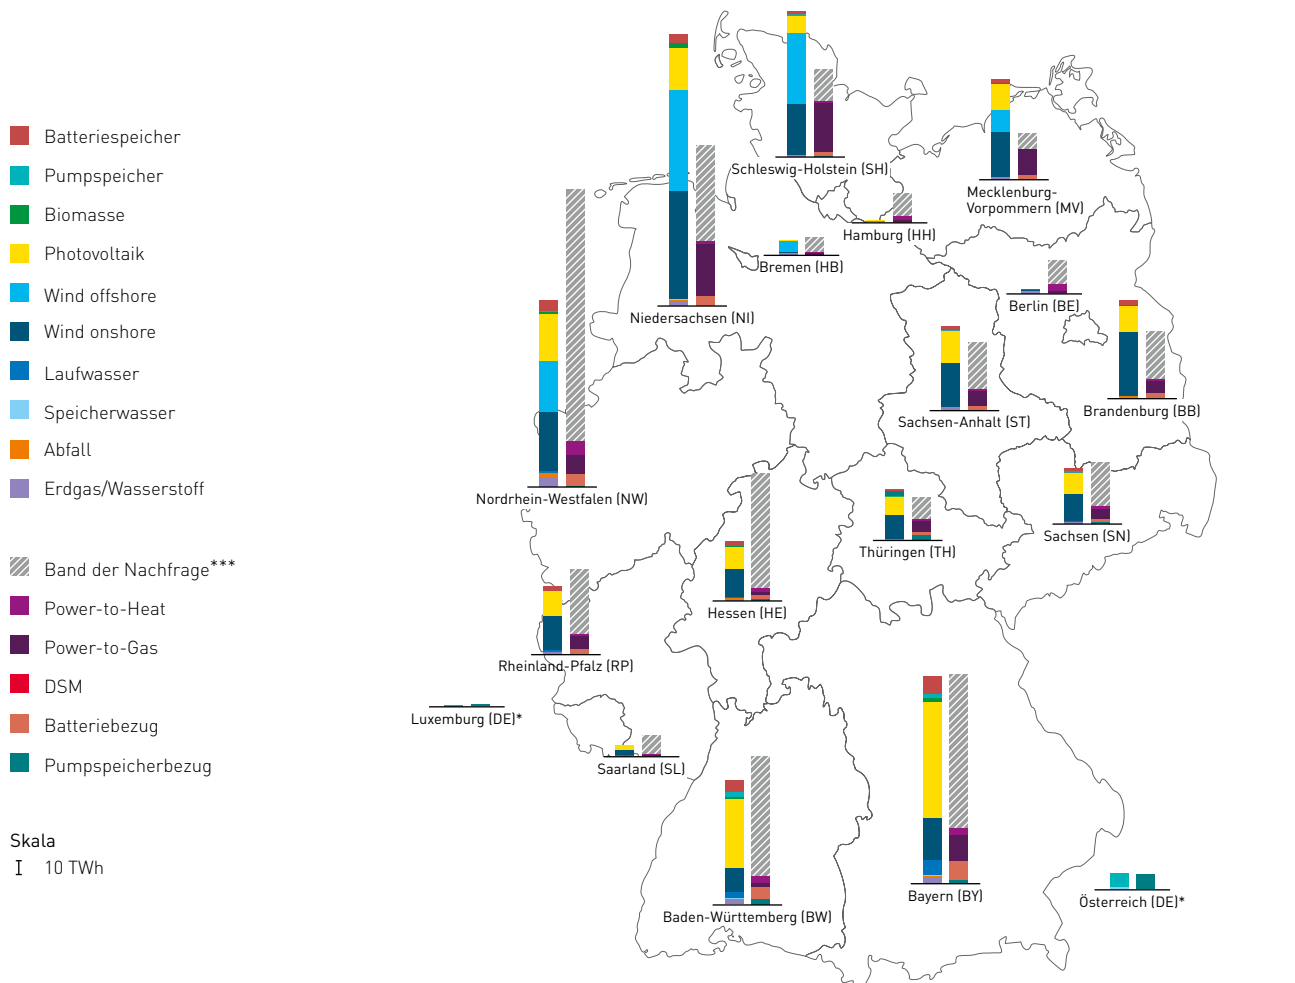 Batteriespeicher
Pumpspeicher
Biomasse
Photovoltaik
Wind offshore
Wind onshore
Laufwasser
Speicherwasser
Abfall
Erdgas/Wasserstoff
Band der Nachfrage***
Power-to-Heat
Power-to-Gas
DSM
Batteriebezug
Pumpspeicherbezug
Skala
10 TWh
Schleswig-Holstein (SH)
Mecklenburg-
Vorpommern (MV)
Hamburg (HH)
Bremen (HB)
Niedersachsen (NI)
Berlin (BE)
Brandenburg (BB)
Sachsen-Anhalt (ST)
Nordrhein-Westfalen (NW)
Sachsen (SN)
Thüringen (TH)
Hessen (HE)
Rheinland-Pfalz (RP)
Luxemburg (DE)*
Saarland (SL)
Bayern (BY)
Österreich (DE)*
Baden-Württemberg (BW)